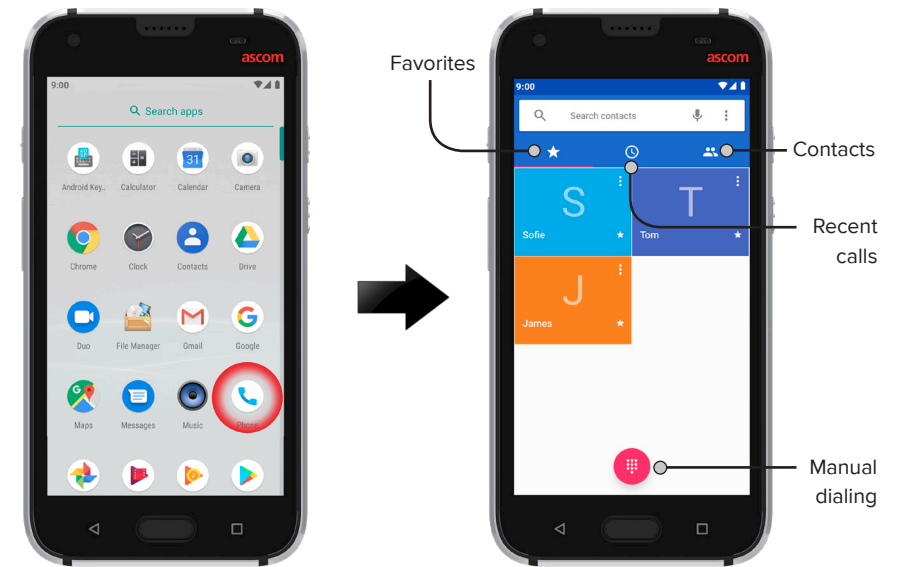 ascom
9:00
Search apps
Android Key..
Calculator
Calendar
Camera
31
Chrome
Clock
Contacts
Drive
Duo
File Manager
Gmail
Google
G
Maps
Messages
Music
Phone
Favorites
ascom
9:00
Search contacts
Contacts
S
T
Sofie
Tom
Recent
calls
J
James
Manual
dialing